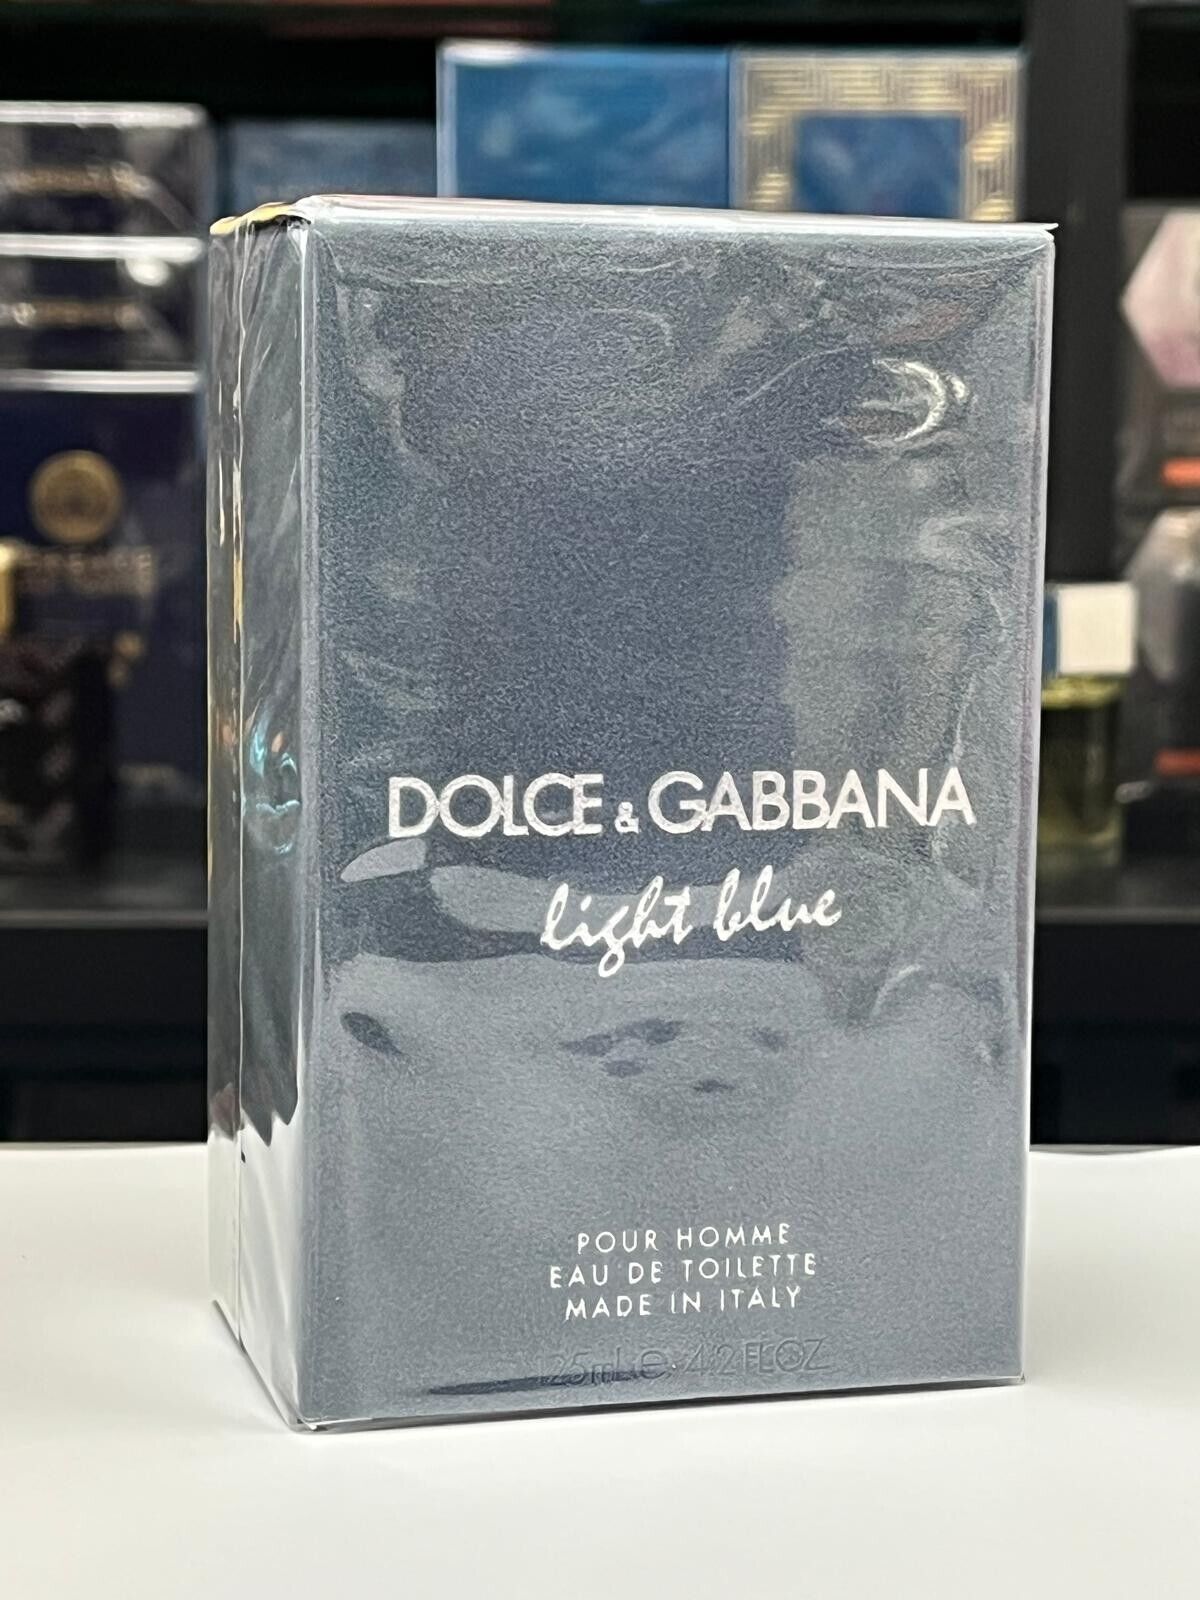 DOLCE & GABBANA
light blue
POUR HOMME
EAU DE TOILETTE
MADE IN ITALY
125ml e 4.2 FL.OZ